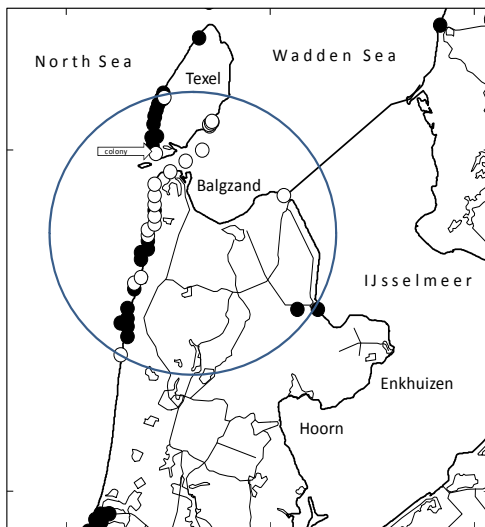 North Sea
Wadden Sea
Texel
colony
Balgzand
IJsselmeer
Enkhuizen
Hoorn